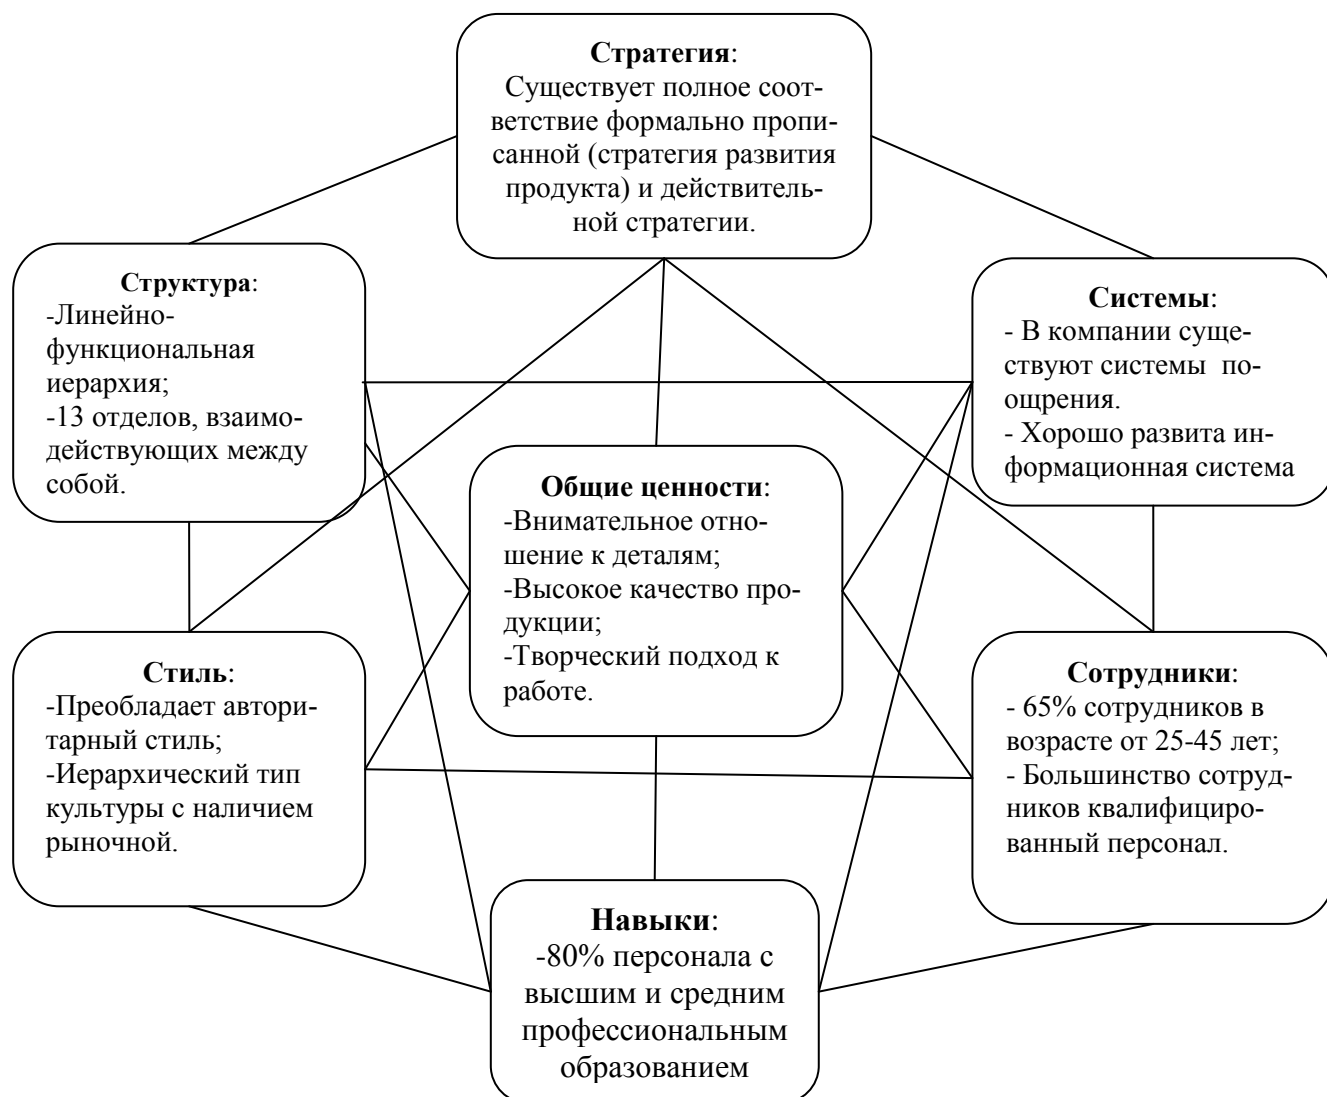 Стратегия:
Существует полное соот-
ветствие формально пропи-
санной (стратегия развития
продукта) и действитель-
ной стратегии.
Структура:
-Линейно-
функциональная
иерархия;
-13 отделов, взаимо-
действующих между
собой.
Системы:
- В компании суще-
ствуют системы по-
ощрения.
- Хорошо развита ин-
формационная система
Общие ценности:
-Внимательное отно-
шение к деталям;
-Высокое качество про-
дукции;
-Творческий подход к
работе.
Стиль:
-Преобладает автори-
тарный стиль;
-Иерархический тип
культуры с наличием
рыночной.
Сотрудники:
- 65% сотрудников в
возрасте от 25-45 лет;
- Большинство сотруд-
ников квалифициро-
ванный персонал.
Навыки:
-80% персонала с
высшим и средним
профессиональным
образованием